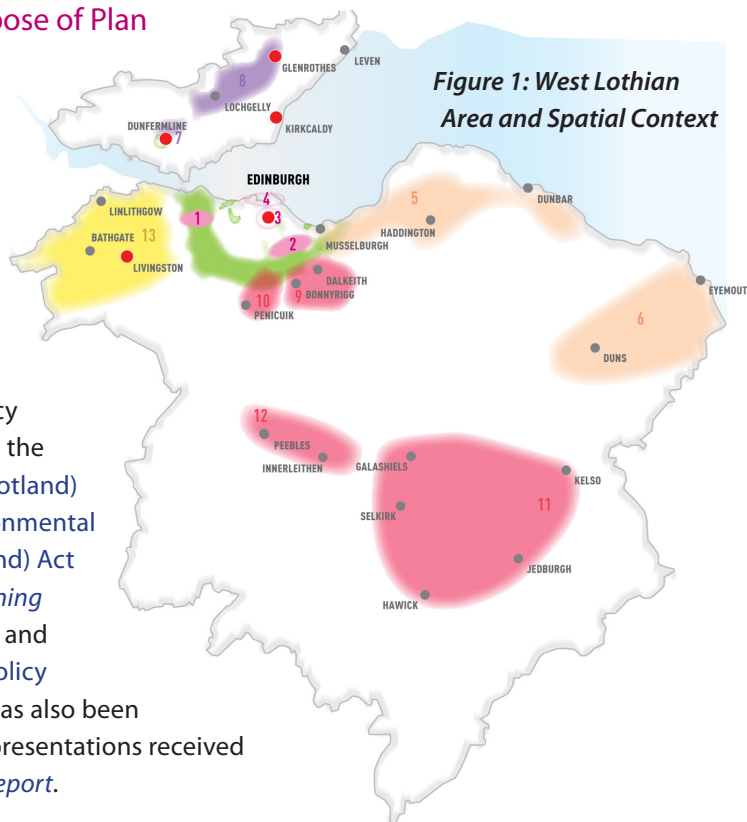 pose of Plan
Figure 1: West Lothian
Area and Spatial Context
8
GLENROTHES
LEVEN
LOCHGELLY
DUNFERMLINE
7
KIRKCALDY
EDINBURGH
4
3
1
2
5
DUNBAR
HADDINGTON
MUSSELBURGH
LINLITHGOW
BATHGATE 13
LIVINGSTON
DALKEITH
9 BONNYRIGG
10
PENICUIK
EYEMOUT
6
DUNS
12
PEEBLES
INNERLEITHEN
GALASHIELS
KELSO
SELKIRK
11
JEDBURGH
HAWICK
cy
the
otland)
onmental
nd) Act
ning
and
olicy
as also been
presentations received
eport.